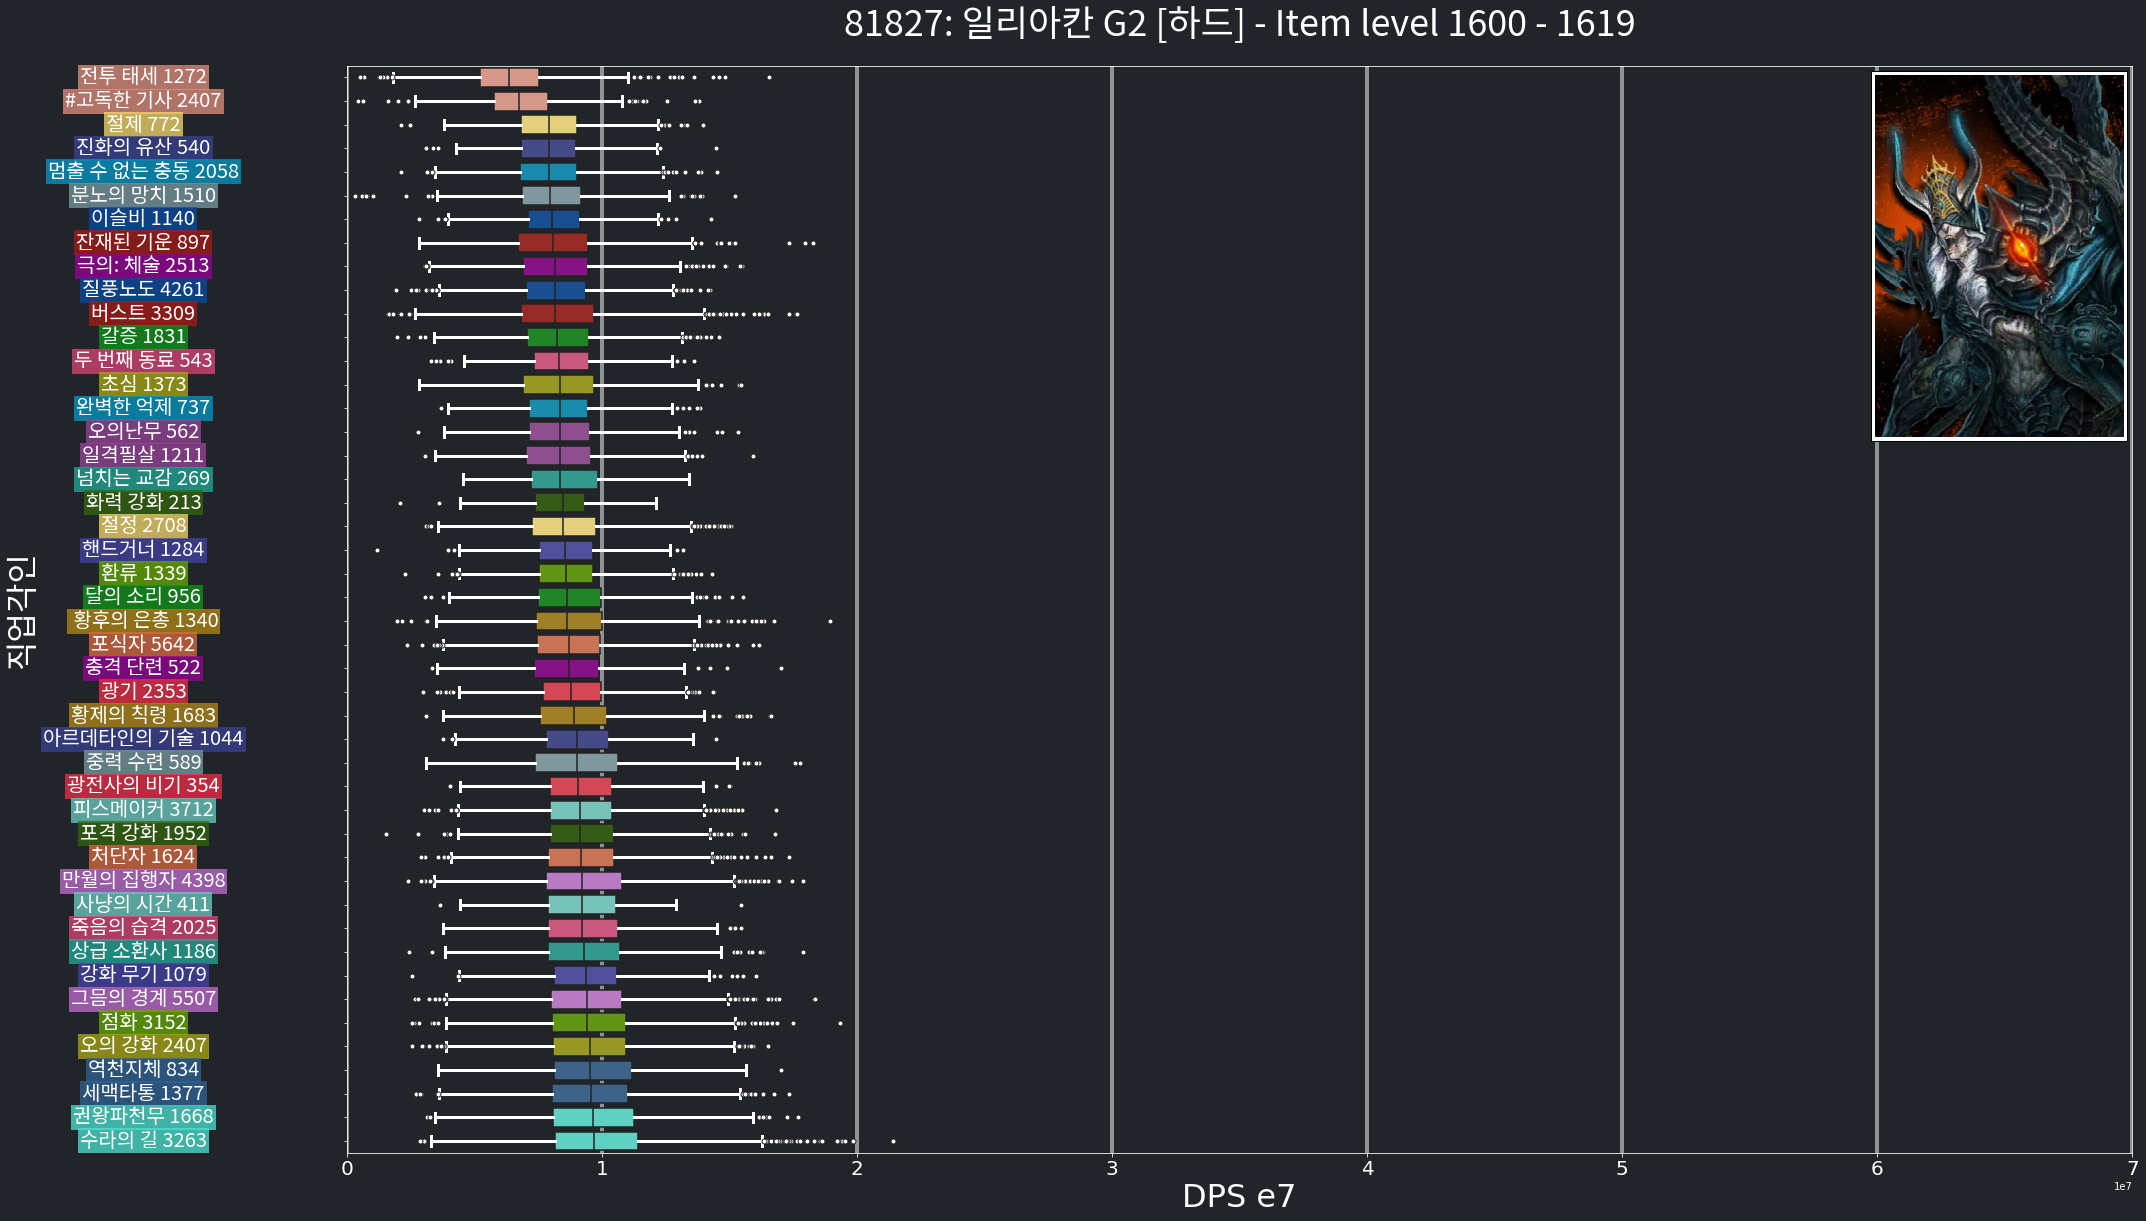 81827: 일리아칸 G2 [하드] - Item level 1600 - 1619
직업각인
전투 태세 1272
#고독한 기사 2407
절제 772
진화의 유산 540
멈출 수 없는 충동 2058
분노의 망치 1510
이슬비 1140
잔재된 기운 897
극의: 체술 2513
질풍노도 4261
버스트 3309
갈증 1831
두 번째 동료 543
초심 1373
완벽한 억제 737
오의난무 562
일격필살 1211
넘치는 교감 269
화력 강화 213
절정 2708
핸드거너 1284
환류 1339
달의 소리 956
황후의 은총 1340
포식자 5642
충격 단련 522
광기 2353
황제의 칙령 1683
아르데타인의 기술 1044
중력 수련 589
광전사의 비기 354
피스메이커 3712
포격 강화 1952
처단자 1624
만월의 집행자 4398
사냥의 시간 411
죽음의 습격 2025
상급 소환사 1186
강화 무기 1079
그믐의 경계 5507
점화 3152
오의 강화 2407
역천지체 834
세맥타통 1377
권왕파천무 1668
수라의 길 3263
0 1 2 3 4 5 6 7
DPS e7
1e7